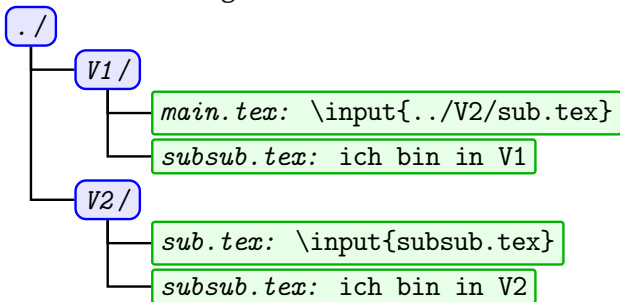 ./
V1/
main.tex: \input{../V2/sub.tex}
subsub.tex: ich bin in V1
V2/
sub.tex: \input{subsub.tex}
subsub.tex: ich bin in V2